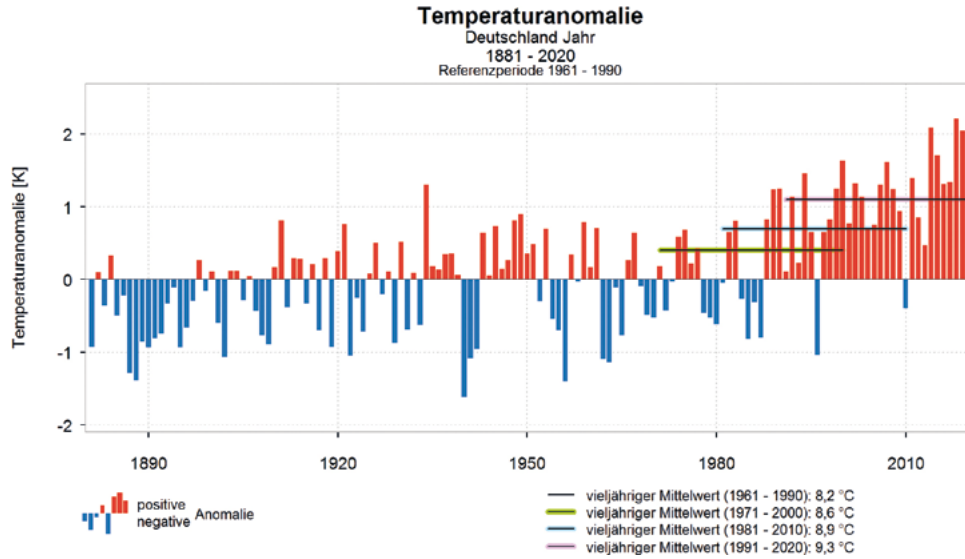 Temperaturanomalie
Deutschland Jahr
1881 - 2020
Referenzperiode 1961 - 1990
Temperaturanomalie [K]
2
1
0
-1
-2
1890
1920
1950
1980
2010
positive
negative
Anomalie
vieljähriger Mittelwert (1961 - 1990): 8,2 °C
vieljähriger Mittelwert (1971 - 2000): 8,6 °C
vieljähriger Mittelwert (1981 - 2010): 8,9 °C
vieljähriger Mittelwert (1991 - 2020): 9,3 °C